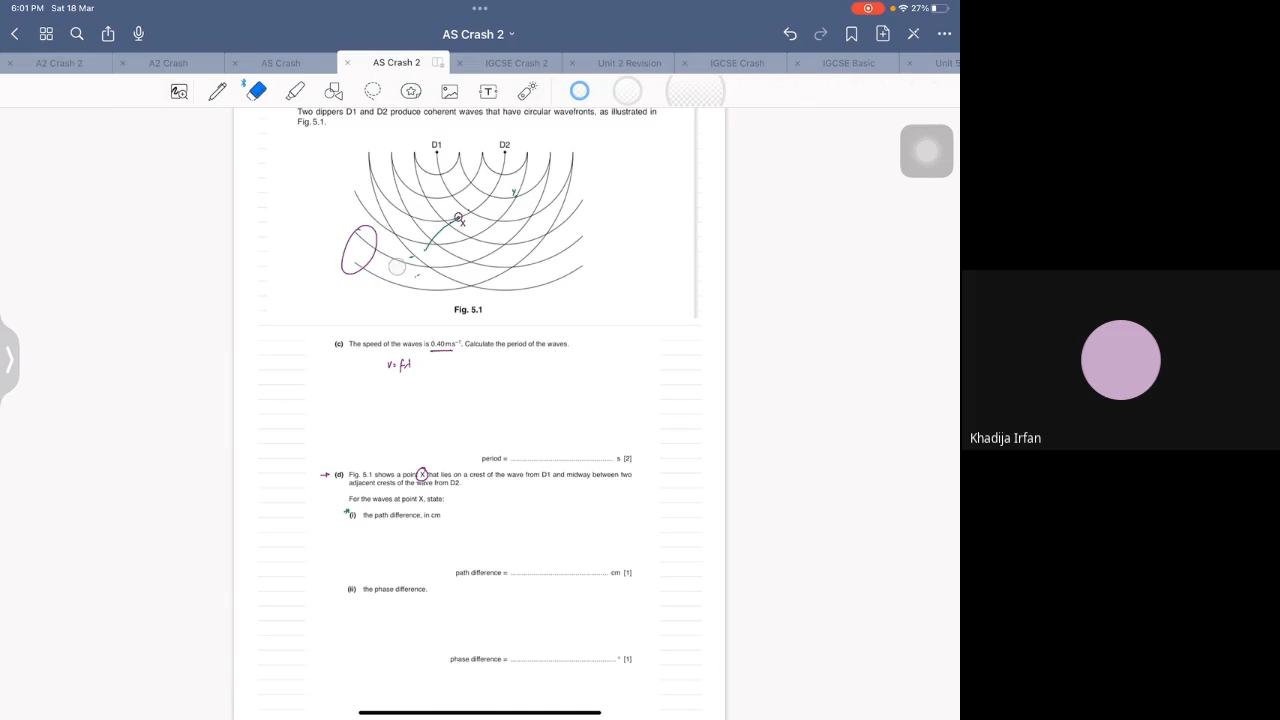 6:01 PM Sat 18 Mar
27%
AS Crash 2
A2 Crash 2
A2 Crash
AS Crash
AS Crash 2
IGCSE Crash 2
Unit 2 Revision
IGCSE Crash
IGCSE Basic
Unit 5
Two dippers D1 and D2 produce coherent waves that have circular wavefronts, as illustrated in
Fig. 5.1.
D1
D2
Y
X
Fig. 5.1
(c) The speed of the waves is 0.40 m s⁻¹. Calculate the period of the waves.
v = fλ
period = ................................................ s [2]
(d) Fig. 5.1 shows a point X that lies on a crest of the wave from D1 and midway between two
adjacent crests of the wave from D2.
For the waves at point X, state:
(i) the path difference, in cm
path difference = ................................................ cm [1]
(ii) the phase difference.
phase difference = ................................................ ° [1]
Khadija Irfan